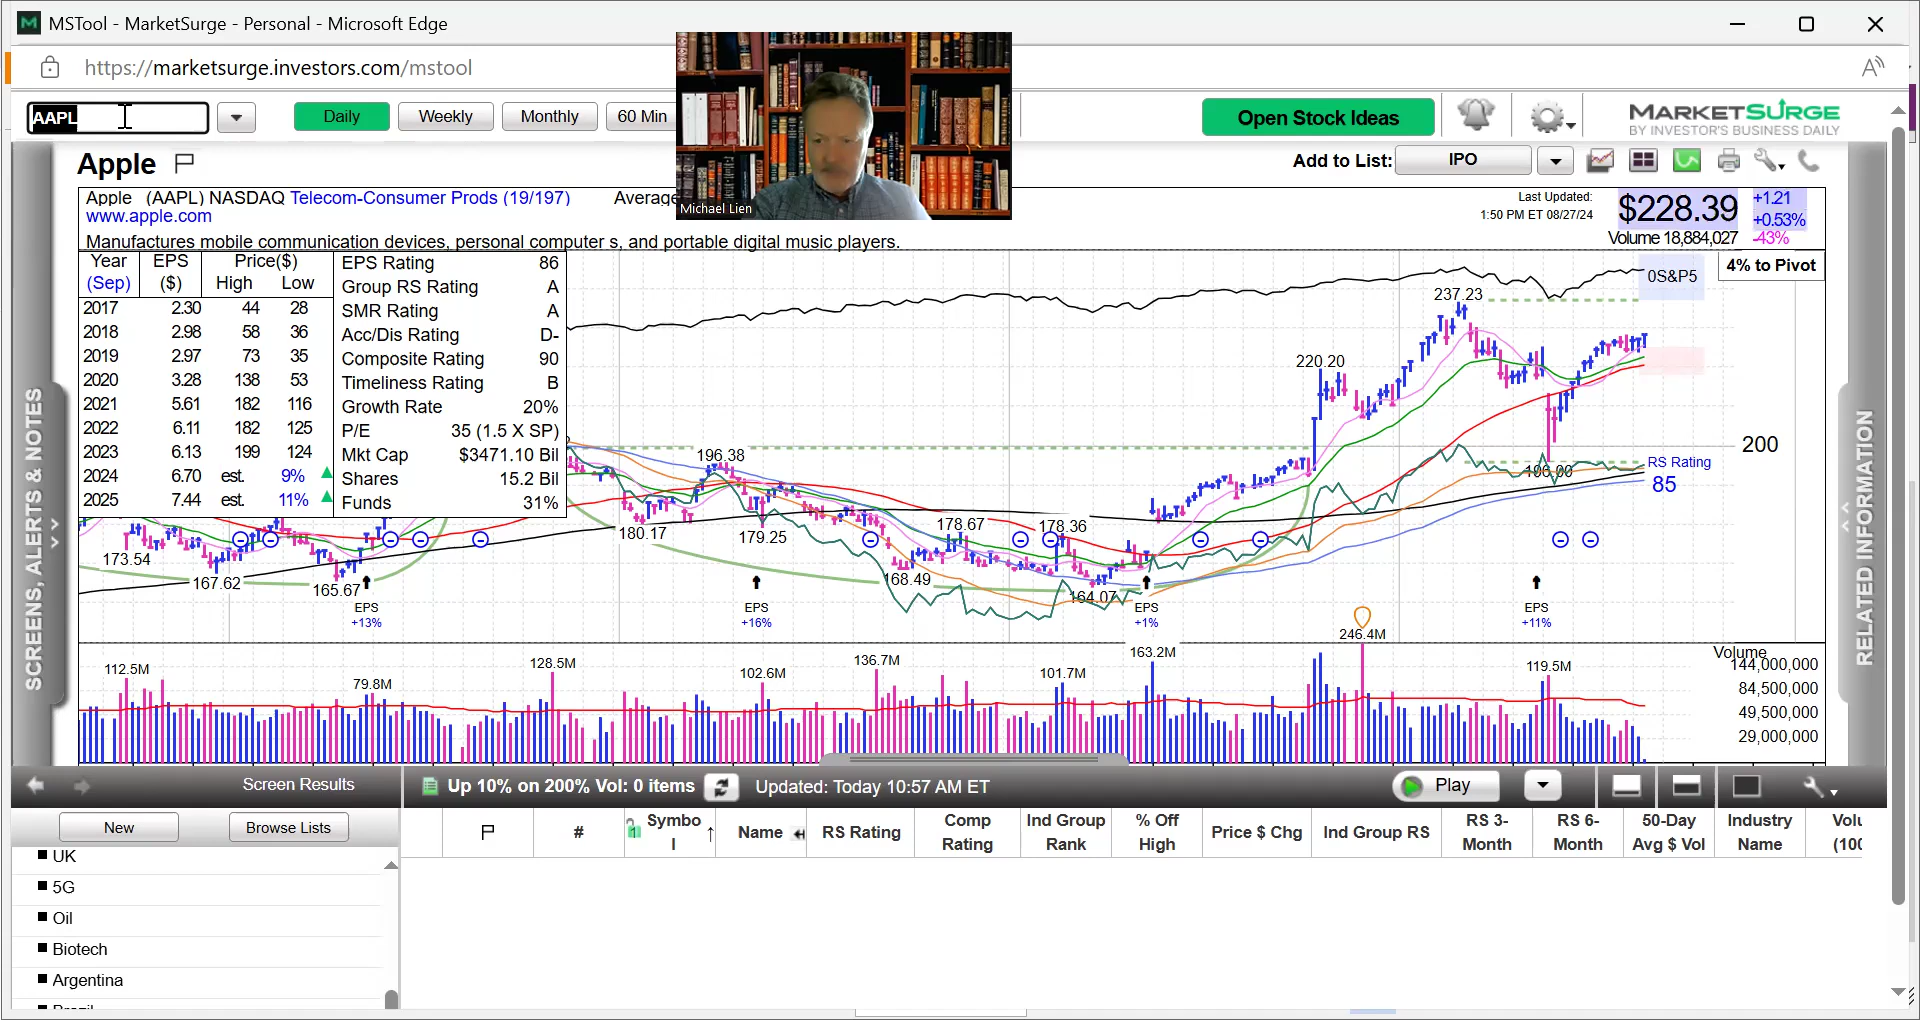 MSTool - MarketSurge - Personal - Microsoft Edge
https://marketsurge.investors.com/mstool
AAPL
Daily
Weekly
Monthly
60 Min
Open Stock Ideas
MARKETSURGE
BY INVESTOR'S BUSINESS DAILY
Michael Lien
Apple
Add to List:
IPO
Apple (AAPL) NASDAQ Telecom-Consumer Prods (19/197)
www.apple.com
Manufactures mobile communication devices, personal computer s, and portable digital music players.
Last Updated:
1:50 PM ET 08/27/24
$228.39
+1.21
+0.53%
Volume 18,884,027
-43%
4% to Pivot
Year EPS Price($)
(Sep) ($) High Low
2017 2.30 44 28
2018 2.98 58 36
2019 2.97 73 35
2020 3.28 138 53
2021 5.61 182 116
2022 6.11 182 125
2023 6.13 199 124
2024 6.70 est. 9%
2025 7.44 est. 11%
EPS Rating 86
Group RS Rating A
SMR Rating A
Acc/Dis Rating D-
Composite Rating 90
Timeliness Rating B
Growth Rate 20%
P/E 35 (1.5 X SP)
Mkt Cap $3471.10 Bil
Shares 15.2 Bil
Funds 31%
0S&P5
237.23
220.20
196.38
200
RS Rating
85
180.17
179.25
178.67
178.36
173.54
167.62
165.67
168.49
164.07
EPS
+13%
EPS
+16%
EPS
+1%
EPS
+11%
246.4M
112.5M
79.8M
128.5M
102.6M
136.7M
101.7M
163.2M
119.5M
Volume
144,000,000
84,500,000
49,500,000
29,000,000
SCREENS, ALERTS & NOTES
RELATED INFORMATION
Screen Results
Up 10% on 200% Vol: 0 items
Updated: Today 10:57 AM ET
Play
New
Browse Lists
UK
5G
Oil
Biotech
Argentina
#
Symbo
l
Name
RS Rating
Comp
Rating
Ind Group
Rank
% Off
High
Price $ Chg
Ind Group RS
RS 3-
Month
RS 6-
Month
50-Day
Avg $ Vol
Industry
Name